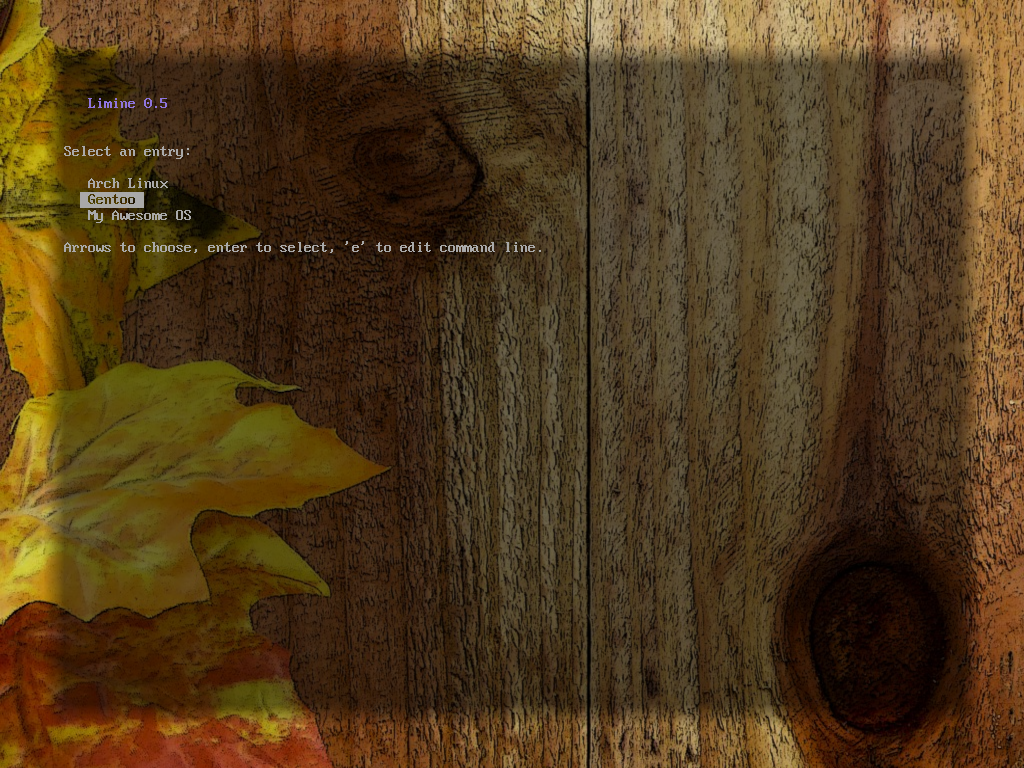 Limine 0.5
Select an entry:
Arch Linux
Gentoo
My Awesome OS
Arrows to choose, enter to select, 'e' to edit command line.